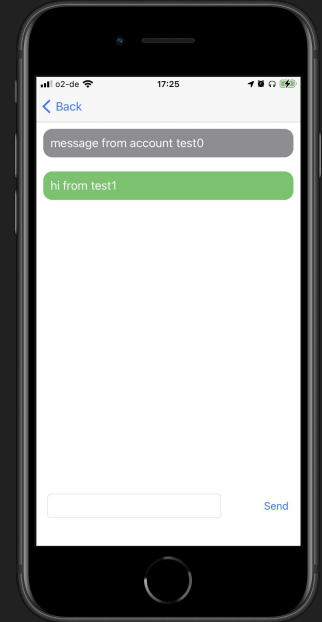 o2-de 17:25
Back
message from account test0
hi from test1
Send